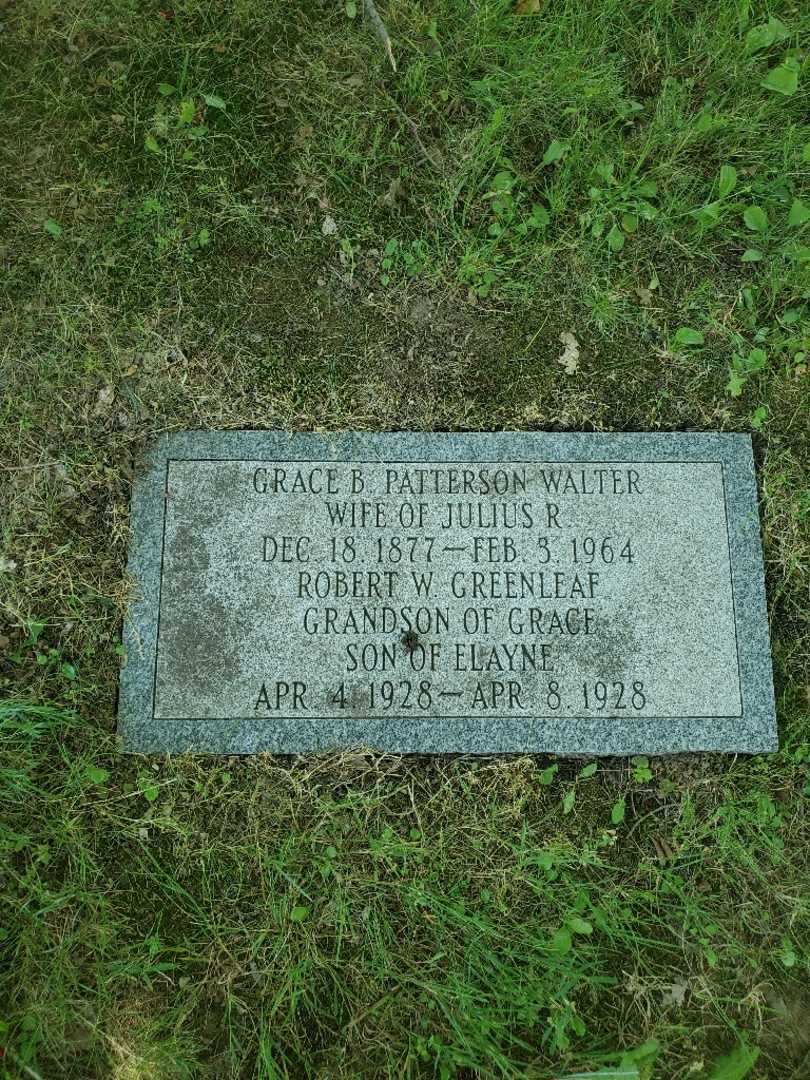 GRACE B. PATTERSON WALTER
WIFE OF JULIUS R.
DEC. 18, 1877—FEB. 3, 1964
ROBERT W. GREENLEAF
GRANDSON OF GRACE
SON OF ELAYNE
APR. 4, 1928—APR. 8, 1928